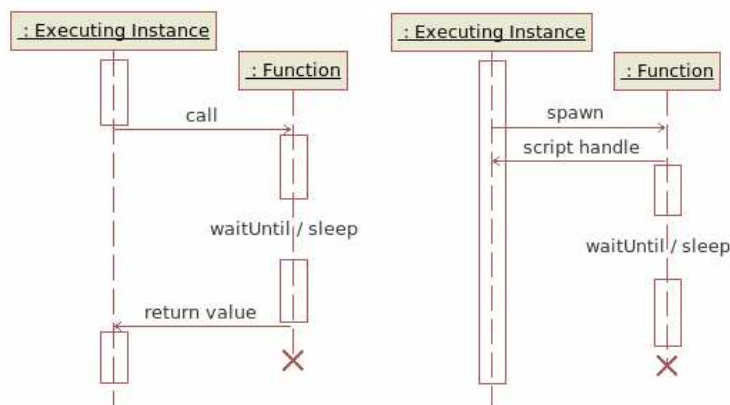 : Executing Instance
: Function
call
waitUntil / sleep
return value
: Executing Instance
: Function
spawn
script handle
waitUntil / sleep